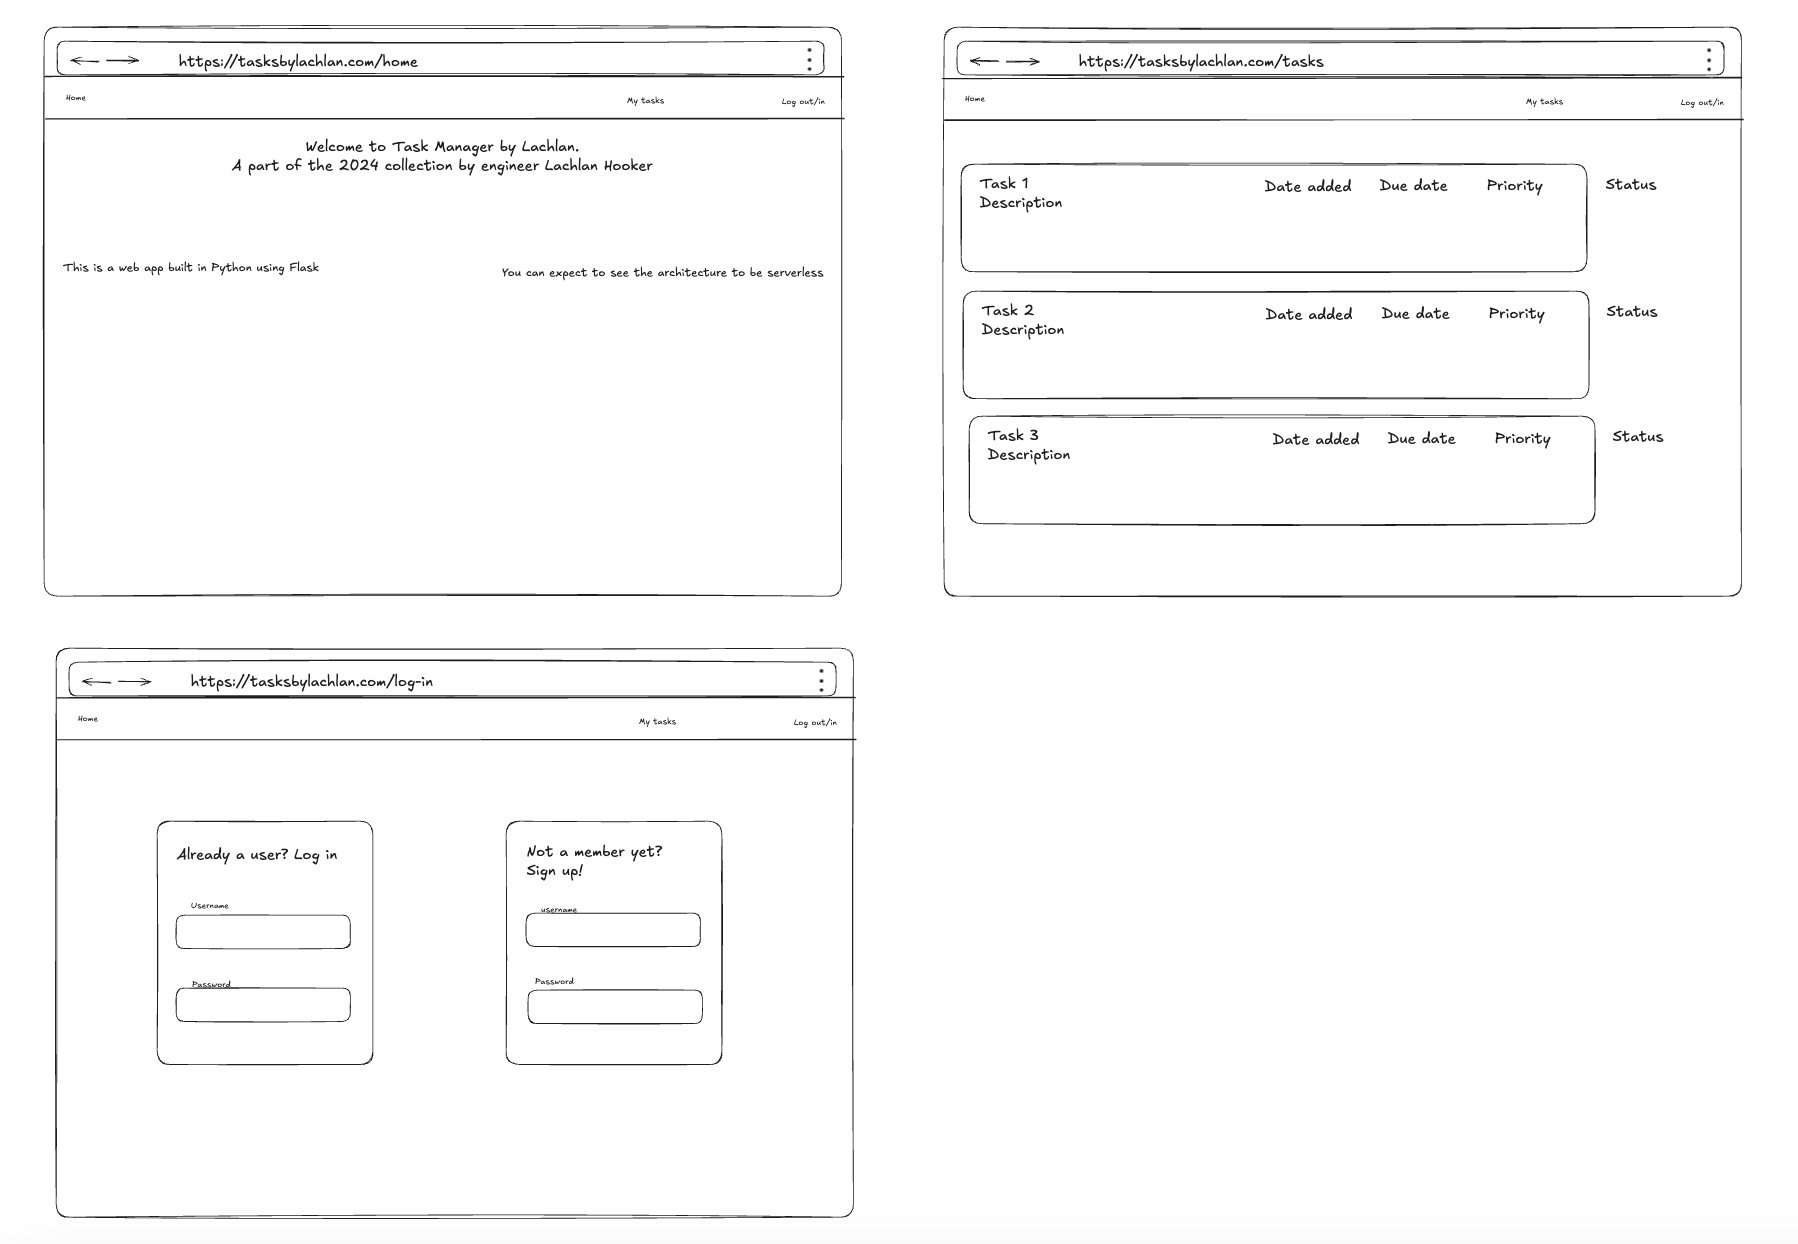 https://tasksbylachlan.com/home
Home
My tasks
Log out/in
Welcome to Task Manager by Lachlan.
A part of the 2024 collection by engineer Lachlan Hooker
This is a web app built in Python using Flask
You can expect to see the architecture to be serverless
https://tasksbylachlan.com/tasks
Home
My tasks
Log out/in
Task 1
Description
Date added
Due date
Priority
Status
Task 2
Description
Date added
Due date
Priority
Status
Task 3
Description
Date added
Due date
Priority
Status
https://tasksbylachlan.com/log-in
Home
My tasks
Log out/in
Already a user? Log in
Username
Password
Not a member yet?
Sign up!
username
Password